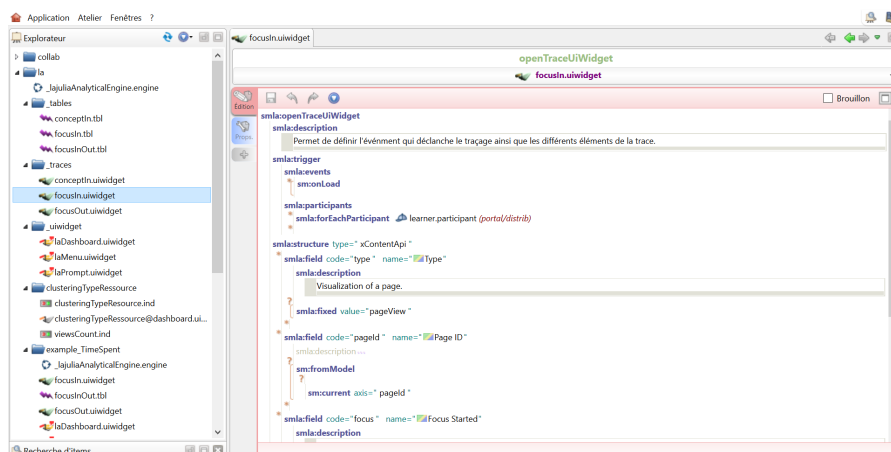 Application Atelier Fenêtres ?
Explorateur
collab
la
_lajuliaAnalyticalEngine.engine
_tables
conceptIn.tbl
focusIn.tbl
focusInOut.tbl
_traces
conceptIn.uiwidget
focusIn.uiwidget
focusOut.uiwidget
_uiwidget
laDashboard.uiwidget
laMenu.uiwidget
laPrompt.uiwidget
clusteringTypeRessource
clusteringTypeRessource.ind
clusteringTypeRessource@dashboard.ui...
viewsCount.ind
example_TimeSpent
_lajuliaAnalyticalEngine.engine
focusIn.uiwidget
focusInOut.tbl
focusOut.uiwidget
laDashboard.uiwidget
Recherche d'items
focusIn.uiwidget
openTraceUiWidget
focusIn.uiwidget
Edition
Props.
Brouillon
smla:openTraceUiWidget
smla:description
Permet de définir l'événment qui déclanche le traçage ainsi que les différents éléments de la trace.
smla:trigger
smla:events
* sm:onLoad
smla:participants
* smla:forEachParticipant learner.participant (portal/distrib)
*
smla:structure type=" xContentApi "
* smla:field code="type " name="Type"
smla:description
Visualization of a page.
?
smla:fixed value="pageView "
*
* smla:field code="pageId " name="Page ID"
smla:description...
?
sm:fromModel
?
sm:current axis=" pageId "
*
* smla:field code="focus " name="Focus Started"
smla:description